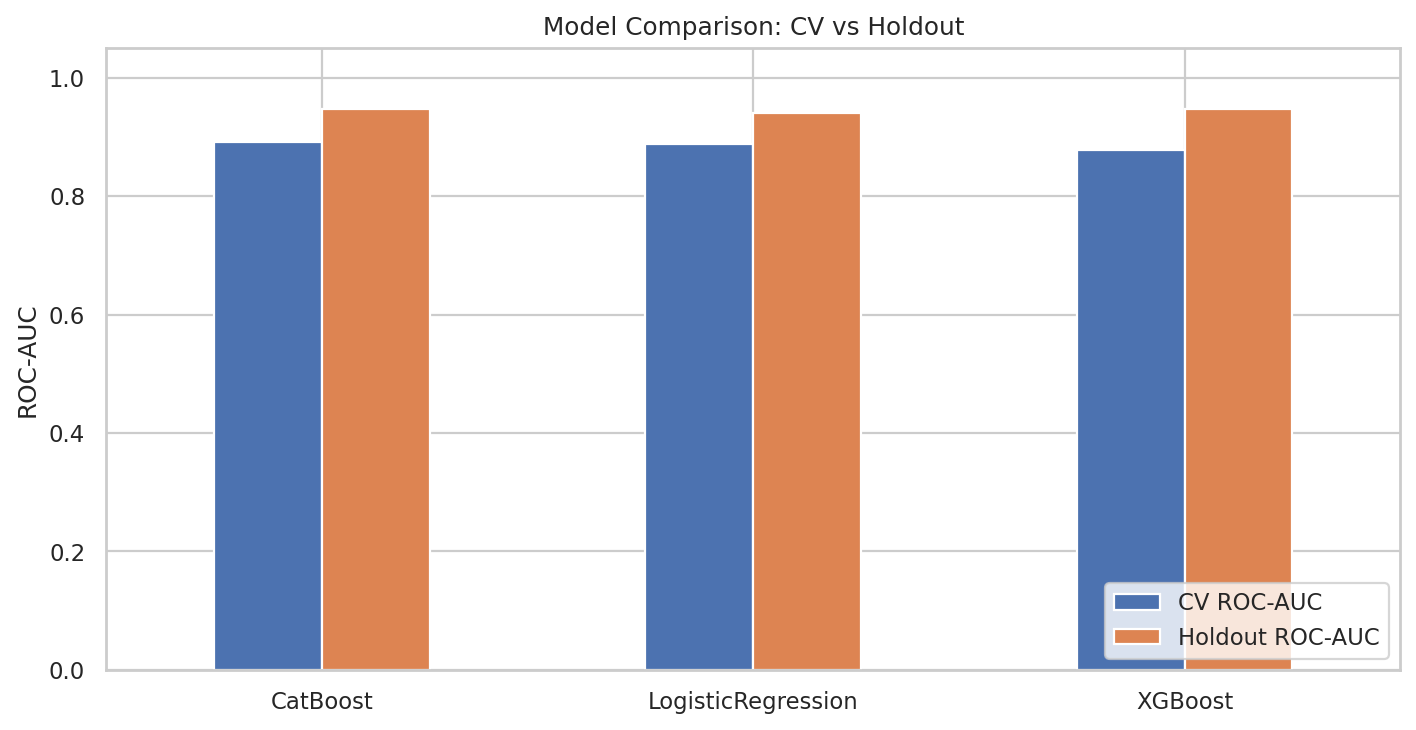 Model Comparison: CV vs Holdout
ROC-AUC
1.0
0.8
0.6
0.4
0.2
0.0
CatBoost
LogisticRegression
XGBoost
CV ROC-AUC
Holdout ROC-AUC